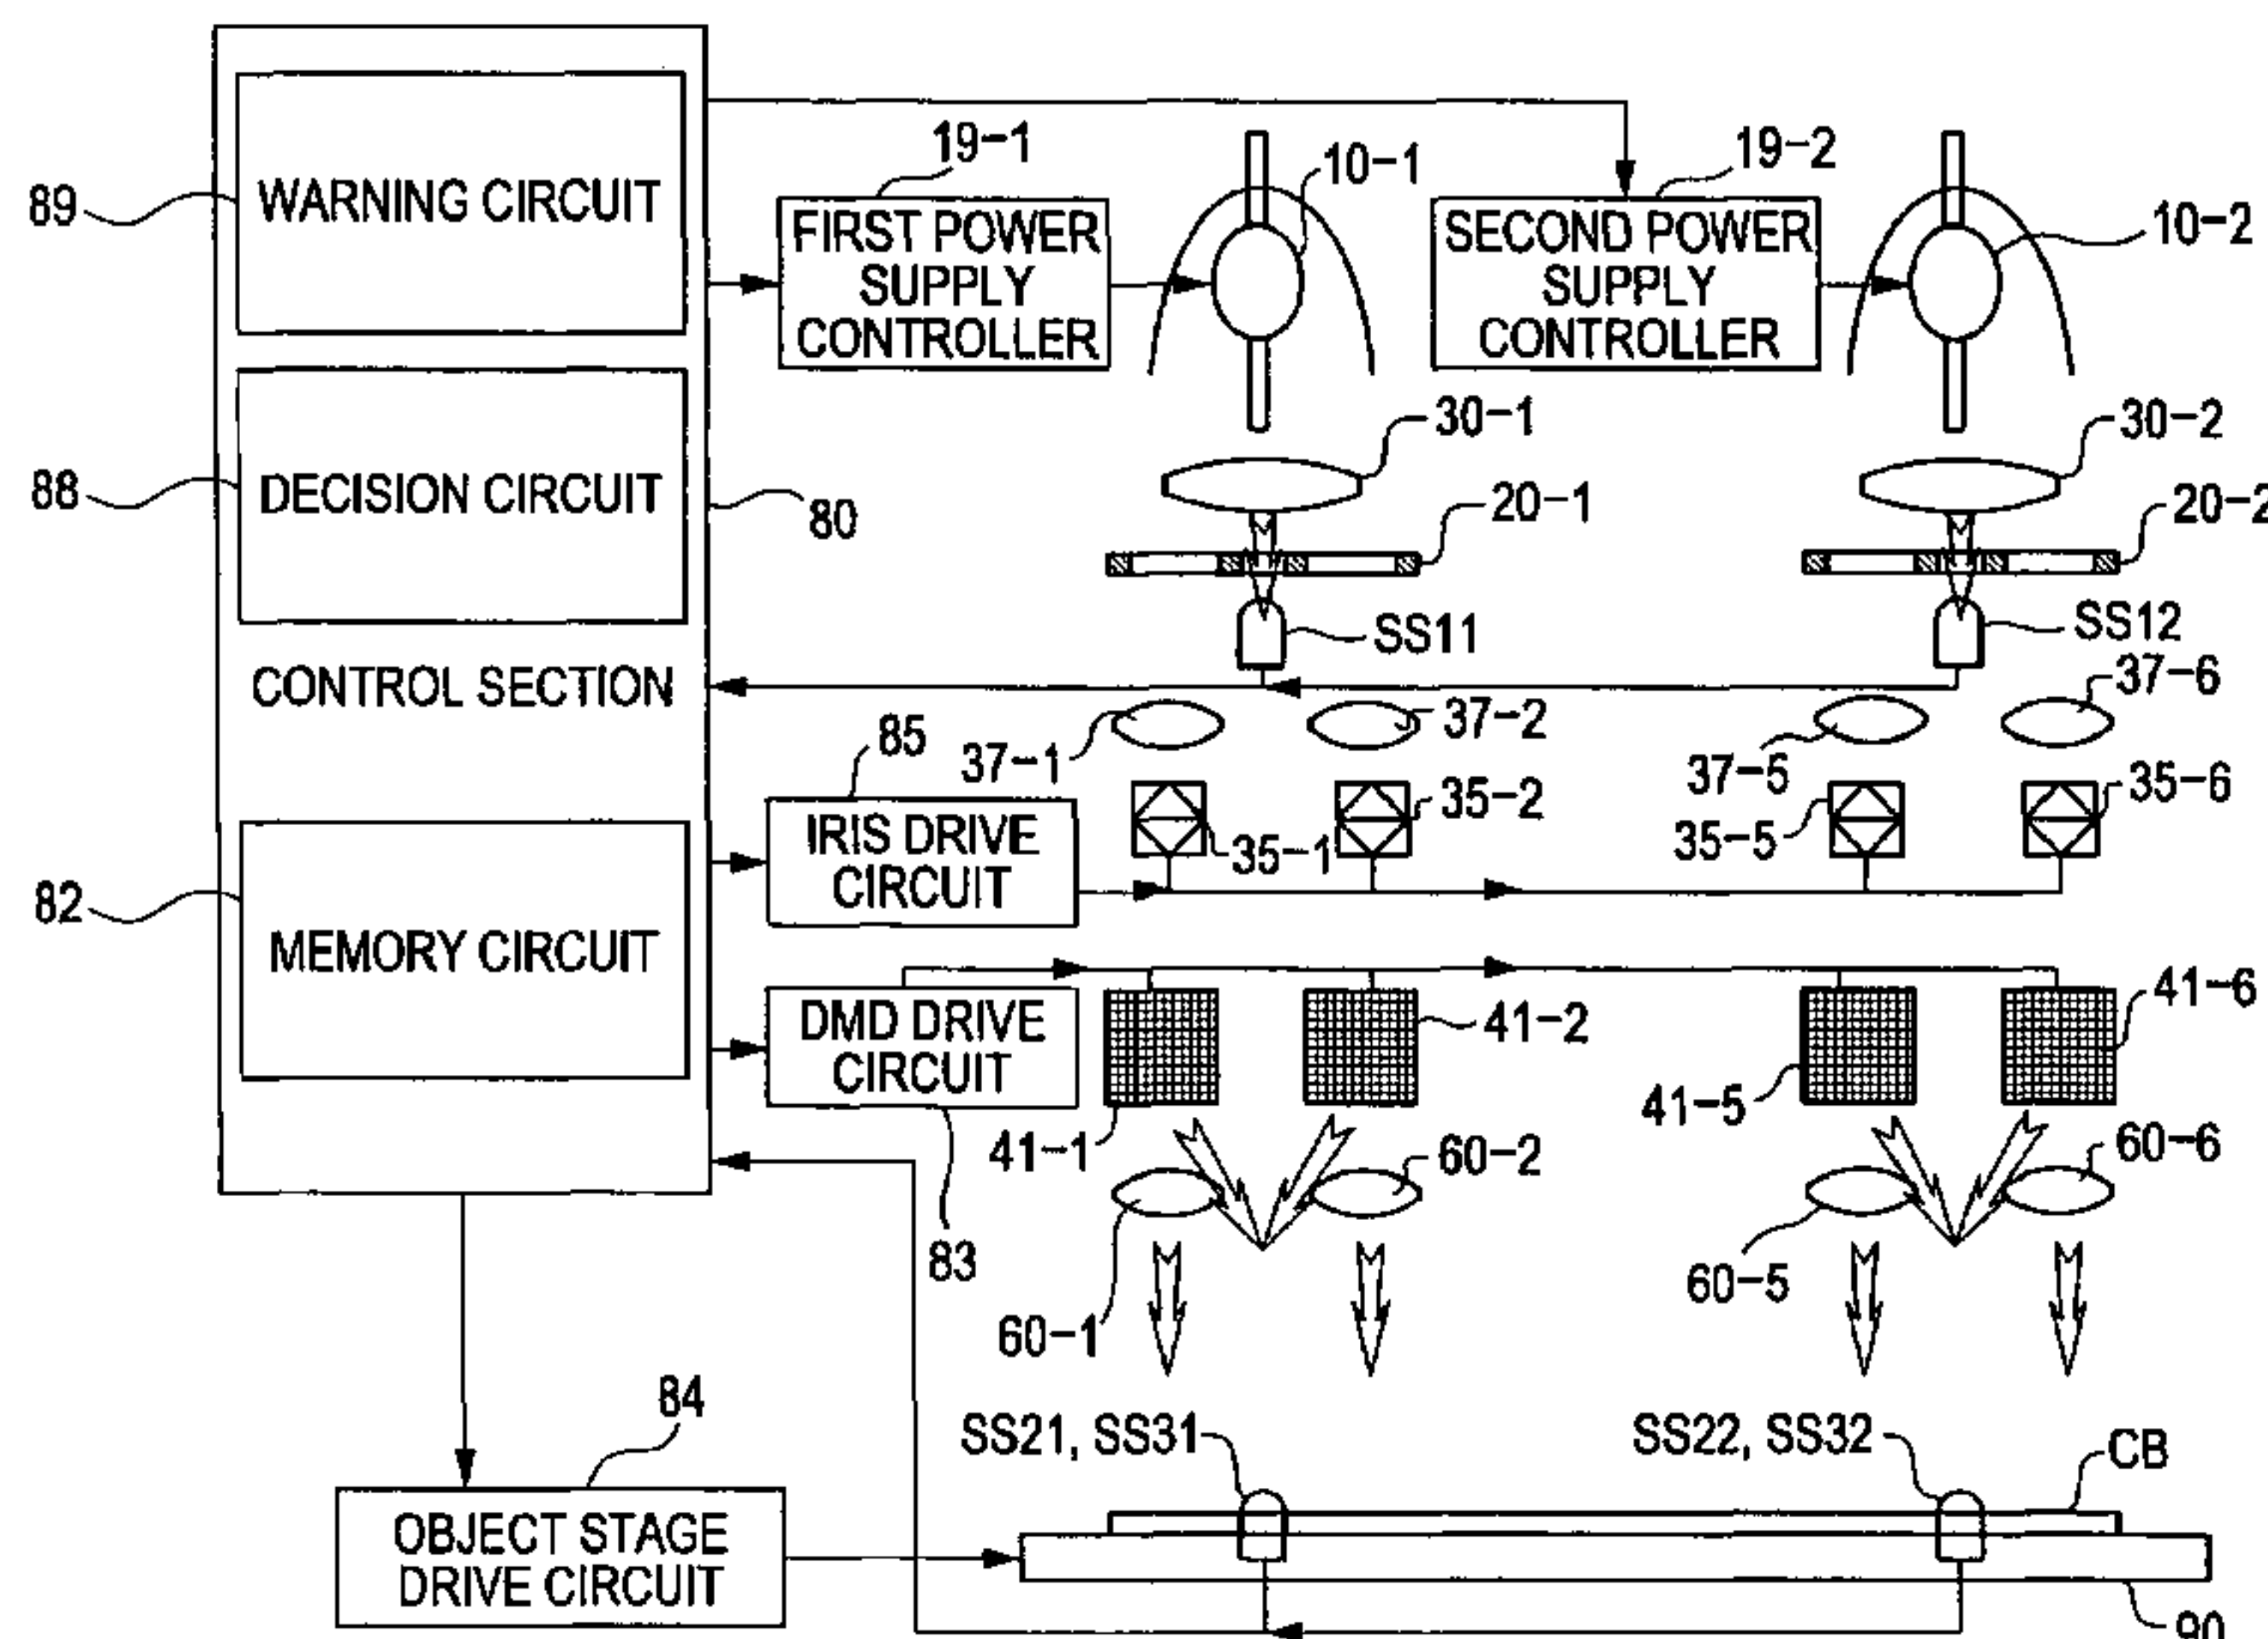 19-1
10-1
19-2
10-2
89
WARNING CIRCUIT
FIRST POWER
SUPPLY
CONTROLLER
SECOND POWER
SUPPLY
CONTROLLER
30-1
30-2
88
DECISION CIRCUIT
80
20-1
20-2
SS11
SS12
CONTROL SECTION
85
37-1
37-2
37-5
37-6
IRIS DRIVE
CIRCUIT
35-1
35-2
35-5
35-6
82
MEMORY CIRCUIT
DMD DRIVE
CIRCUIT
41-1
41-2
41-5
41-6
83
60-1
60-2
60-5
60-6
84
SS21, SS31
SS22, SS32
CB
OBJECT STAGE
DRIVE CIRCUIT
90